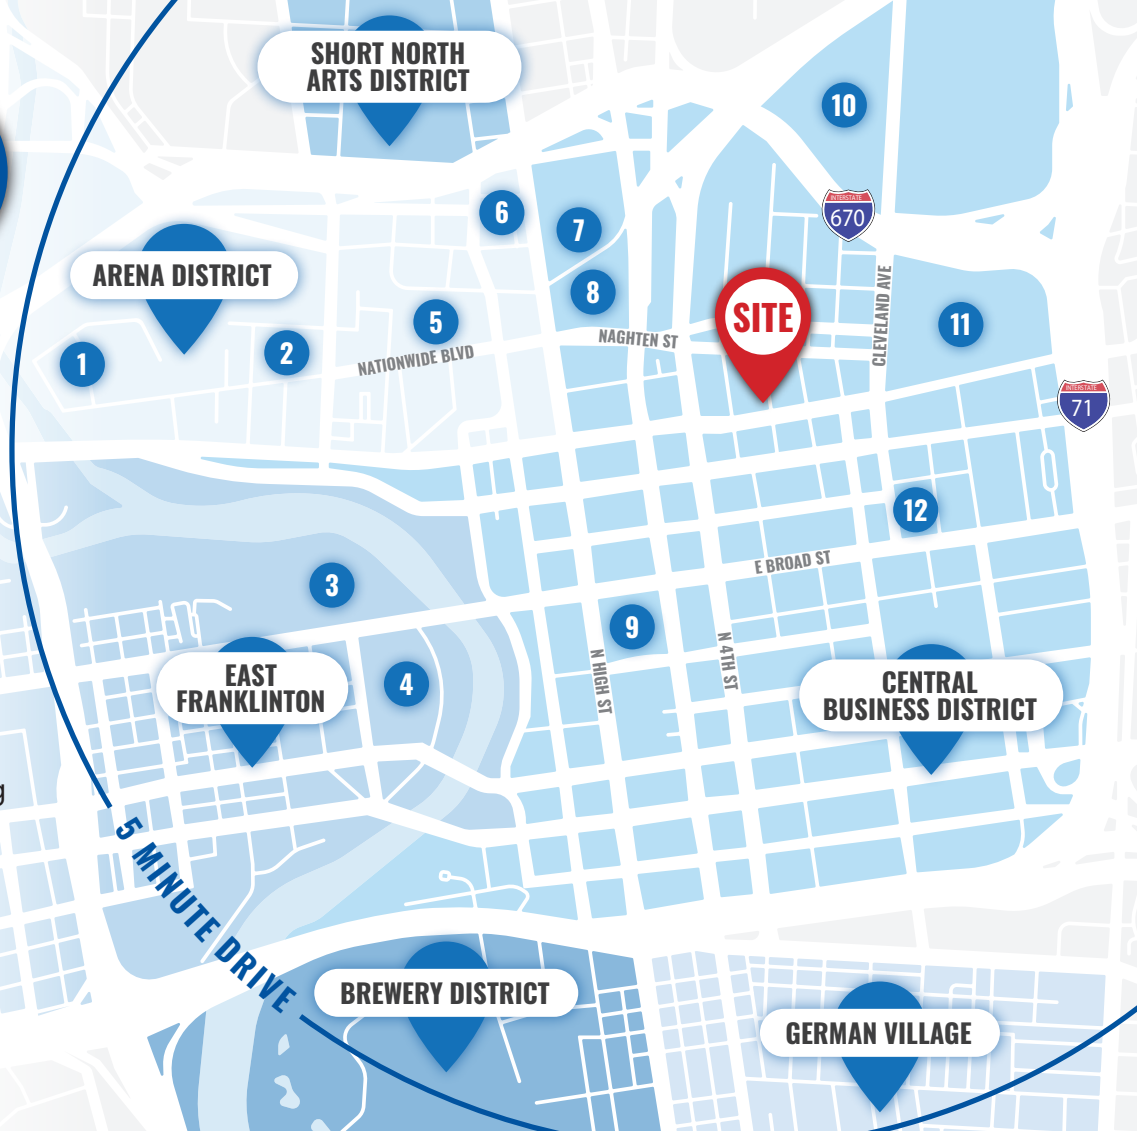 SHORT NORTH
ARTS DISTRICT
10
6
7
INTERSTATE
670
ARENA DISTRICT
8
5
SITE
11
1
2
NATIONWIDE BLVD
NAGHTEN ST
CLEVELAND AVE
INTERSTATE
71
12
E BROAD ST
3
9
N HIGH ST
N 4TH ST
EAST
FRANKLINTON
4
CENTRAL
BUSINESS DISTRICT
g
5 MINUTE DRIVE
BREWERY DISTRICT
GERMAN VILLAGE